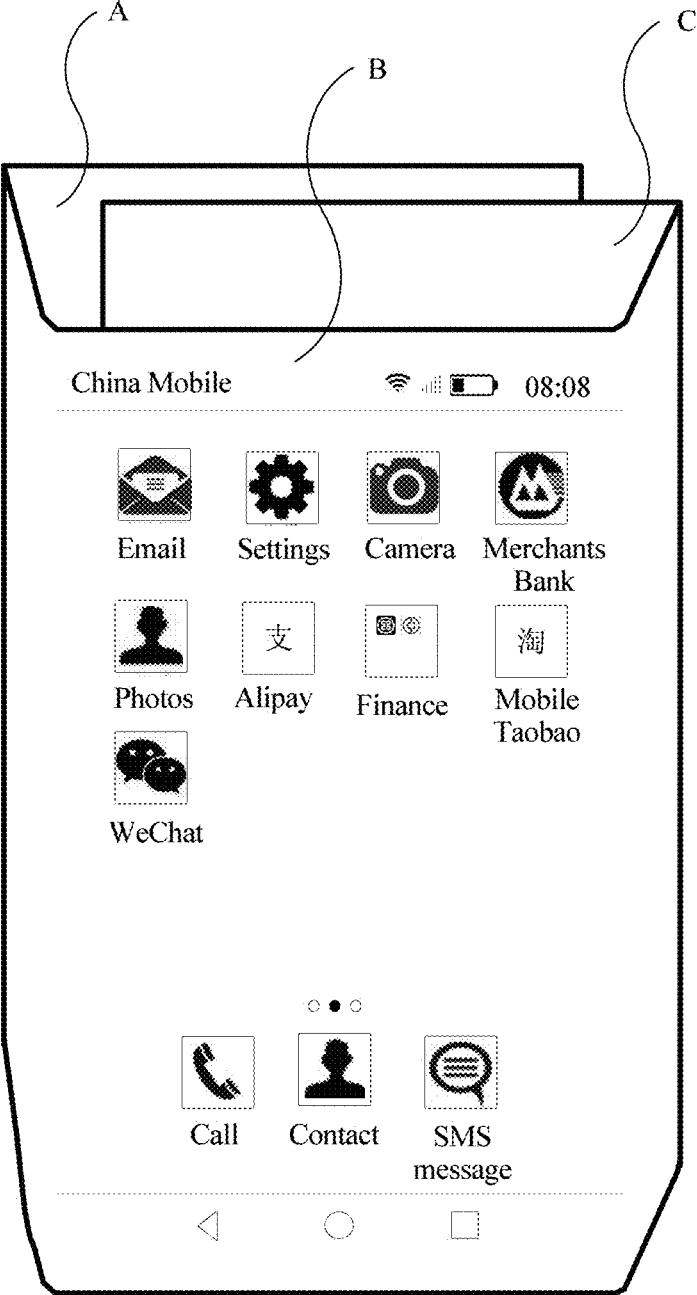 A
C
B
China Mobile 08:08
Email Settings Camera Merchants
Bank
支 淘
Photos Alipay Finance Mobile
Taobao
WeChat
Call Contact SMS
message